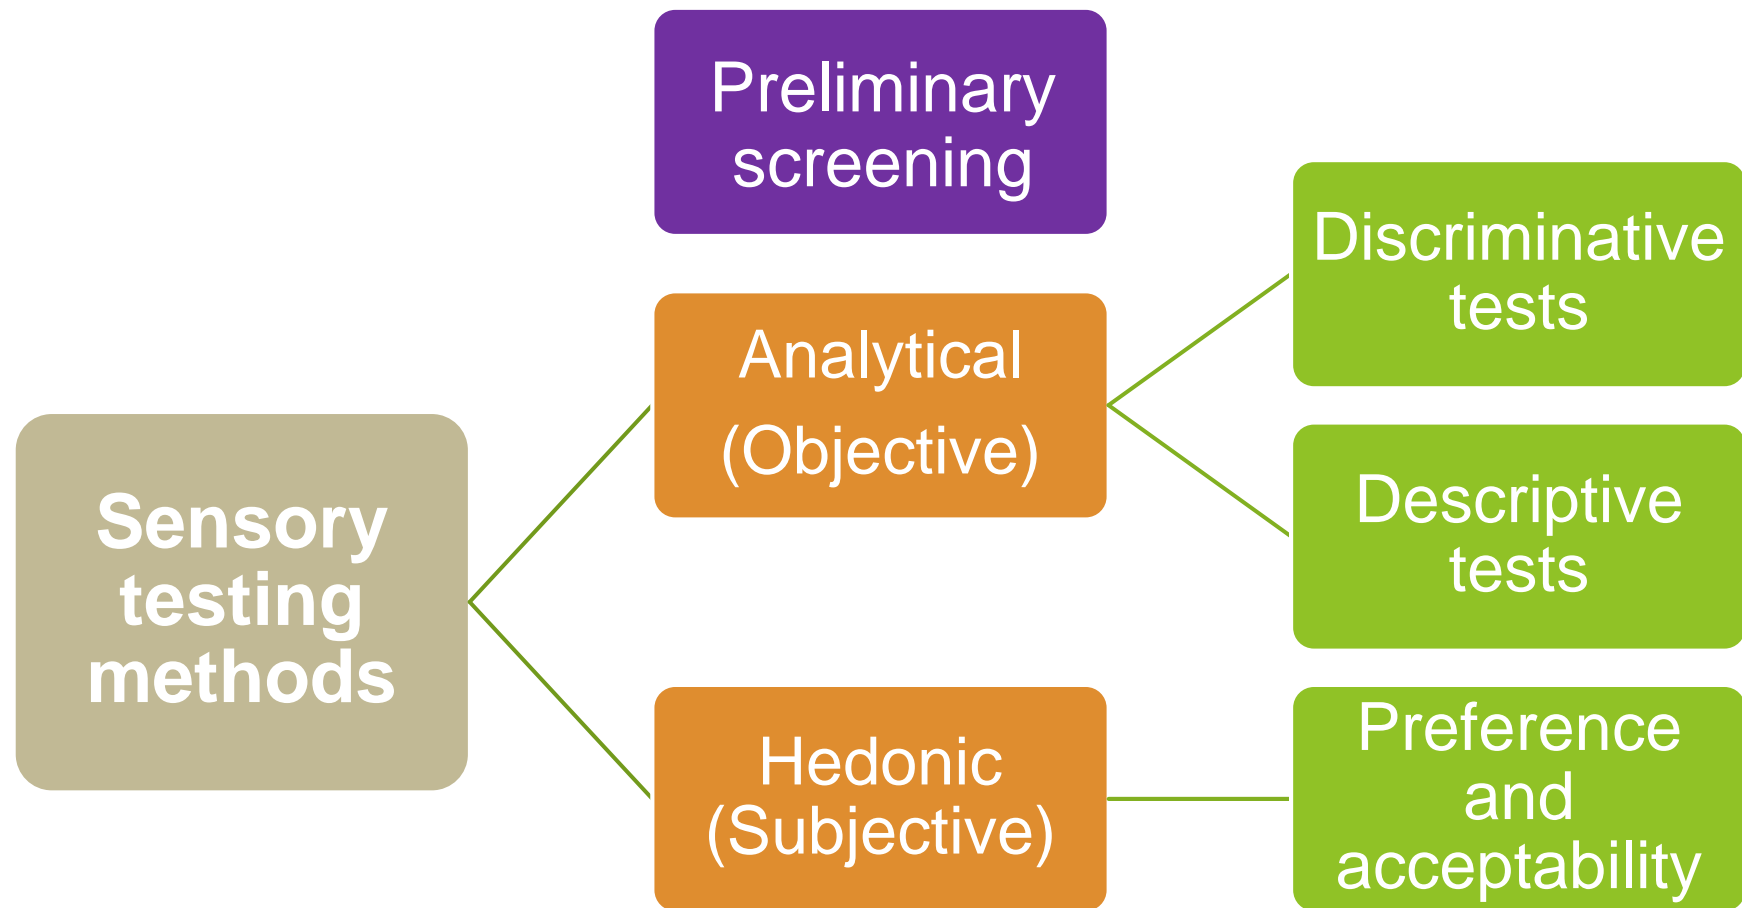 Preliminary
screening
Discriminative
tests
Analytical
(Objective)
Descriptive
tests
Sensory
testing
methods
Hedonic
(Subjective)
Preference
and
acceptability